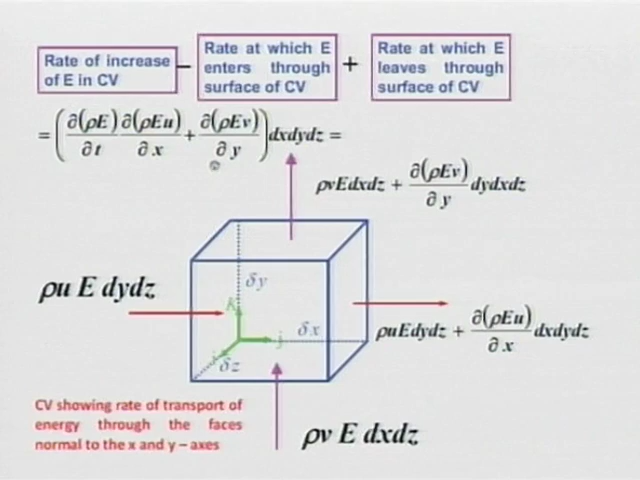 Rate of increase of E in CV
−
Rate at which E enters through surface of CV
+
Rate at which E leaves through surface of CV
= ( ∂(ρE)/∂t ∂(ρEu)/∂x + ∂(ρEv)/∂y ) dxdydz =
ρvEdxdz + ∂(ρEv)/∂y dydxdz
ρu E dydz
δy
K
δx
j
δz
ρuEdydz + ∂(ρEu)/∂x dxdydz
CV showing rate of transport of
energy through the faces
normal to the x and y – axes
ρv E dxdz